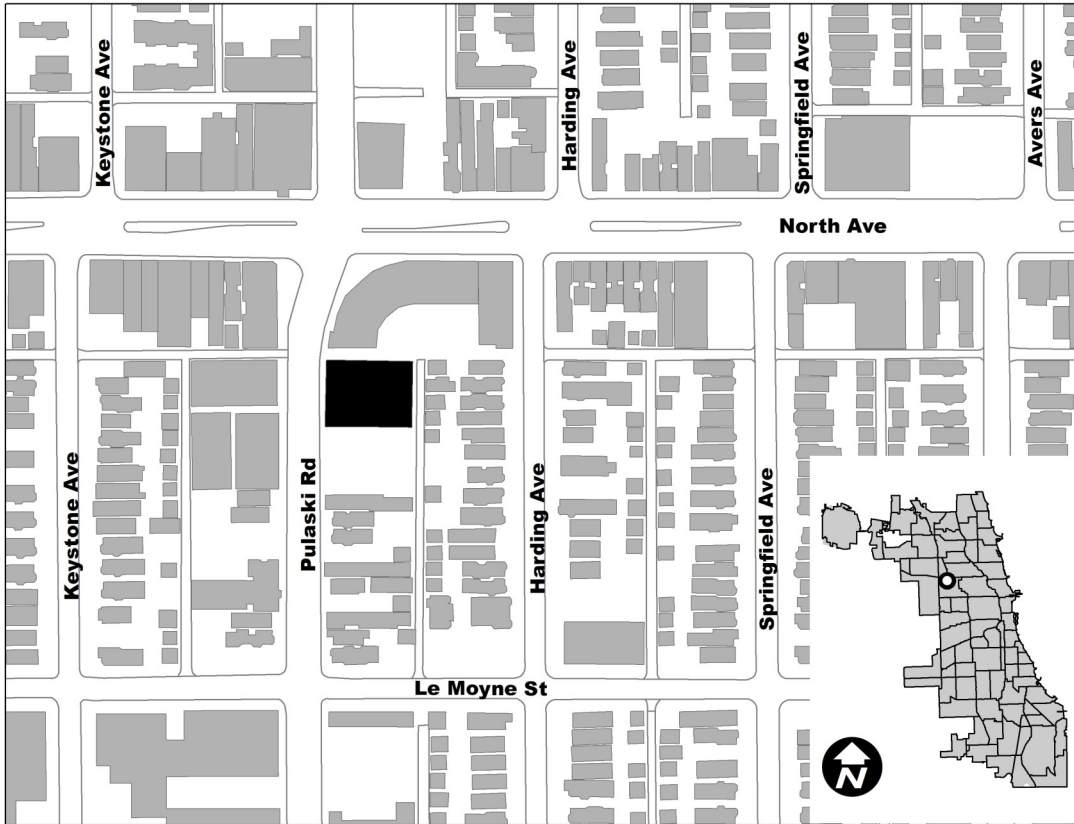 Keystone Ave
Harding Ave
Springfield Ave
Avers Ave
North Ave
Keystone Ave
Pulaski Rd
Harding Ave
Springfield Ave
Le Moyne St
N